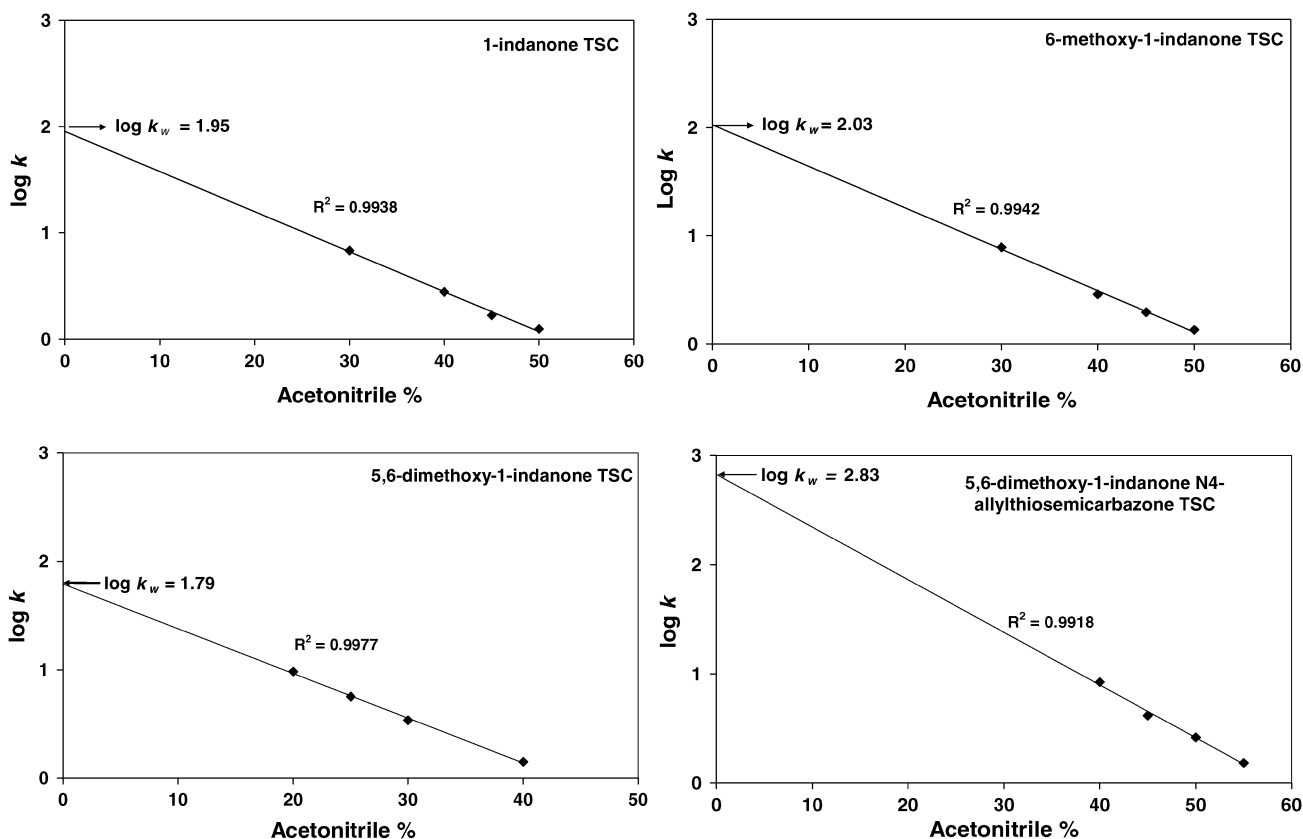 1-indanone TSC
3
2
1
0
log k
log k w = 1.95
R2 = 0.9938
0 10 20 30 40 50 60
Acetonitrile %
6-methoxy-1-indanone TSC
3
2
1
0
Log k
log k w = 2.03
R2 = 0.9942
0 10 20 30 40 50 60
Acetonitrile %
5,6-dimethoxy-1-indanone TSC
3
2
1
0
log k
log k w = 1.79
R2 = 0.9977
0 10 20 30 40 50
Acetonitrile %
5,6-dimethoxy-1-indanone N4-
allylthiosemicarbazone TSC
3
2
1
0
log k
log k w = 2.83
R2 = 0.9918
0 10 20 30 40 50 60
Acetonitrile %